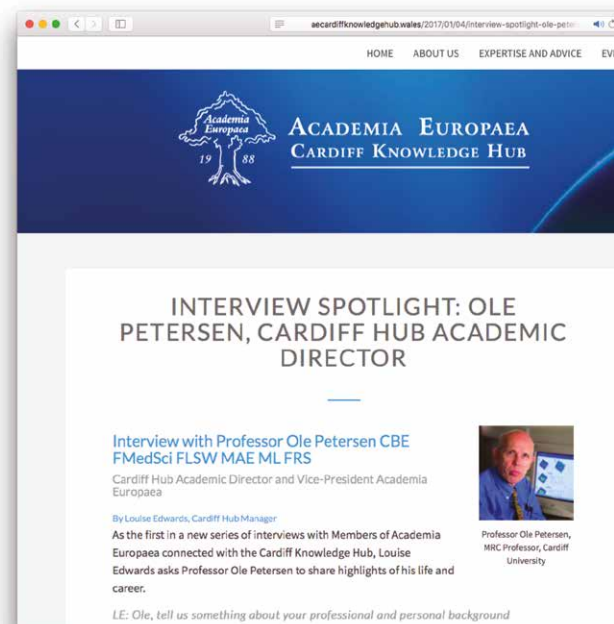 aecardiffknowledgehub.wales/2017/01/04/interview-spotlight-ole-pete
HOME ABOUT US EXPERTISE AND ADVICE
Academia
Europaea
19 88
ACADEMIA EUROPAEA
CARDIFF KNOWLEDGE HUB
INTERVIEW SPOTLIGHT: OLE
PETERSEN, CARDIFF HUB ACADEMIC
DIRECTOR
Interview with Professor Ole Petersen CBE
FMedSci FLSW MAE ML FRS
Cardiff Hub Academic Director and Vice-President Academia
Europaea
By Louise Edwards, Cardiff Hub Manager
As the first in a new series of interviews with Members of Academia
Europaea connected with the Cardiff Knowledge Hub, Louise
Edwards asks Professor Ole Petersen to share highlights of his life and
career.
Professor Ole Petersen,
MRC Professor, Cardiff
University
LE: Ole, tell us something about your professional and personal background